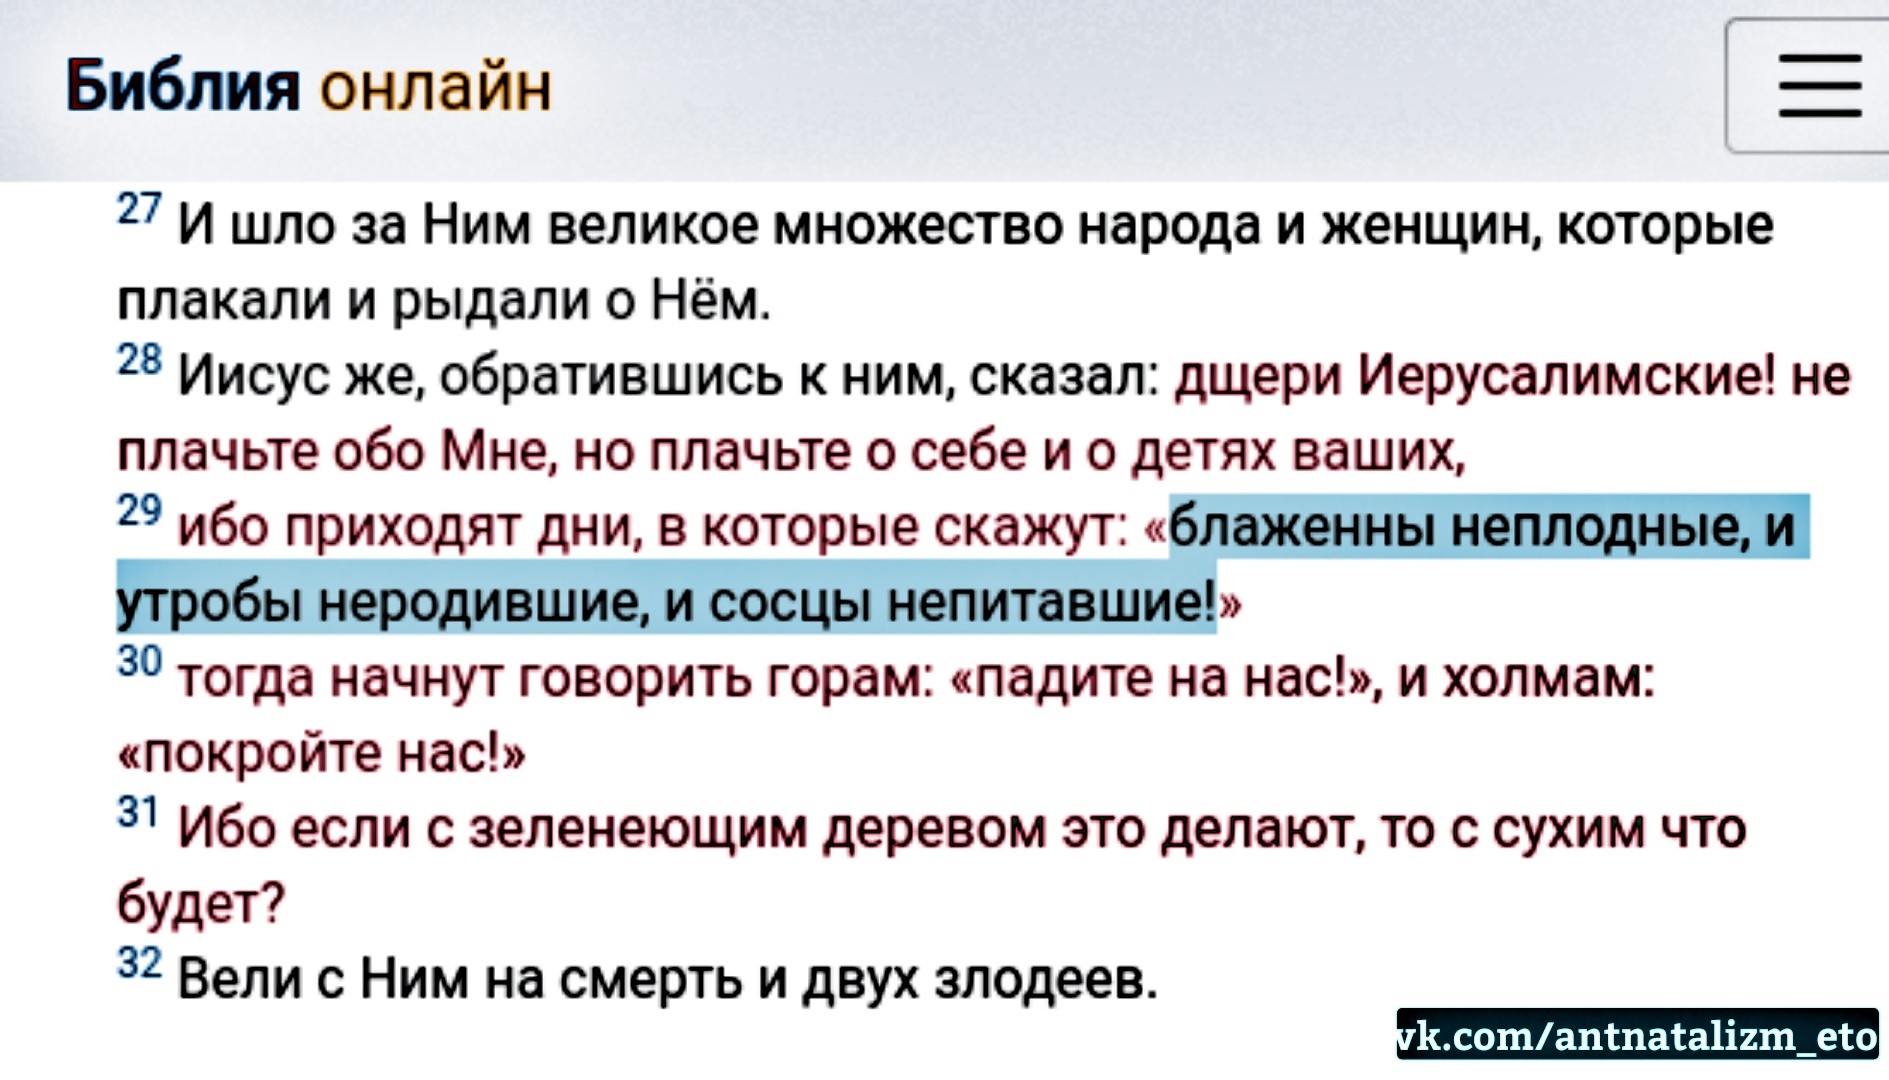 Библия онлайн
27 И шло за Ним великое множество народа и женщин, которые
плакали и рыдали о Нём.
28 Иисус же, обратившись к ним, сказал: дщери Иерусалимские! не
плачьте обо Мне, но плачьте о себе и о детях ваших,
29 ибо приходят дни, в которые скажут: «блаженны неплодные, и
утробы неродившие, и сосцы непитавшие!»
30 тогда начнут говорить горам: «падите на нас!», и холмам:
«покройте нас!»
31 Ибо если с зеленеющим деревом это делают, то с сухим что
будет?
32 Вели с Ним на смерть и двух злодеев.
vk.com/antnatalizm_eto